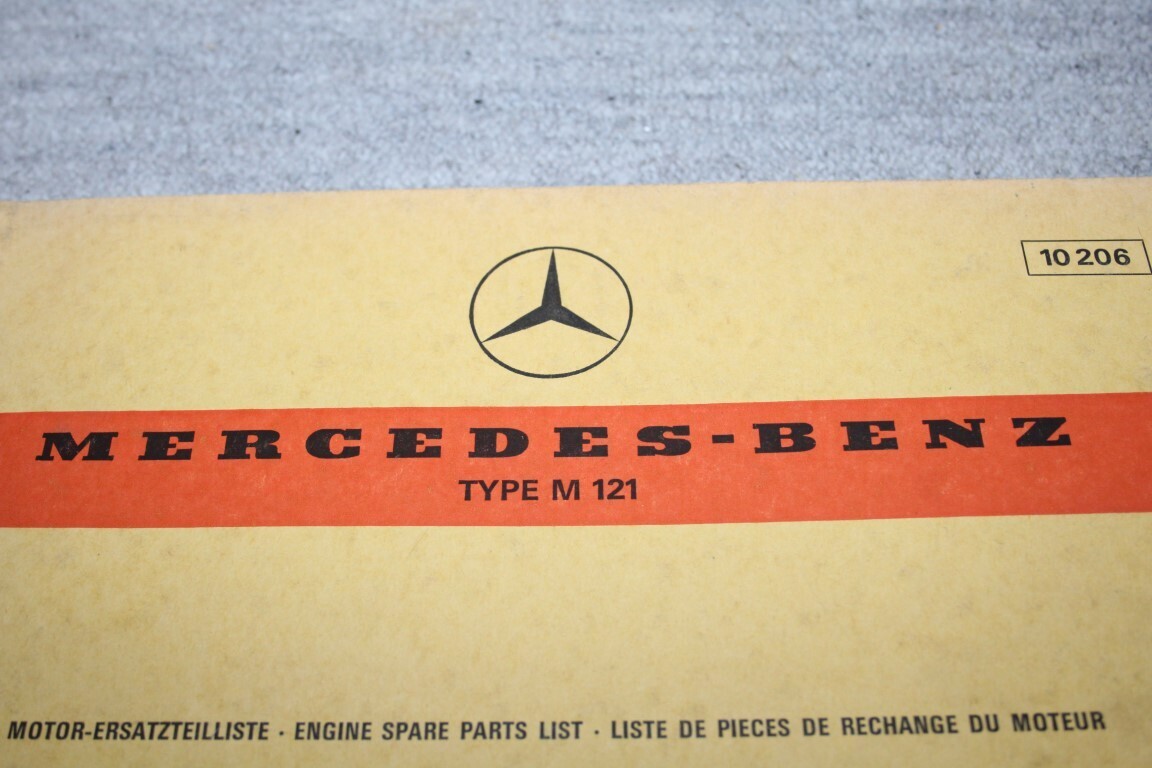 10 206
MERCEDES-BENZ
TYPE M 121
MOTOR-ERSATZTEILLISTE · ENGINE SPARE PARTS LIST · LISTE DE PIECES DE RECHANGE DU MOTEUR